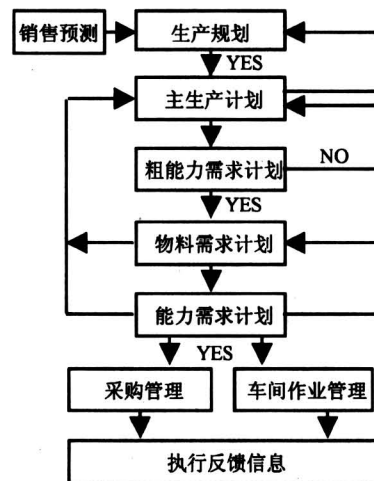 销售预测
生产规划
YES
主生产计划
粗能力需求计划
NO
YES
物料需求计划
能力需求计划
YES
采购管理
车间作业管理
执行反馈信息